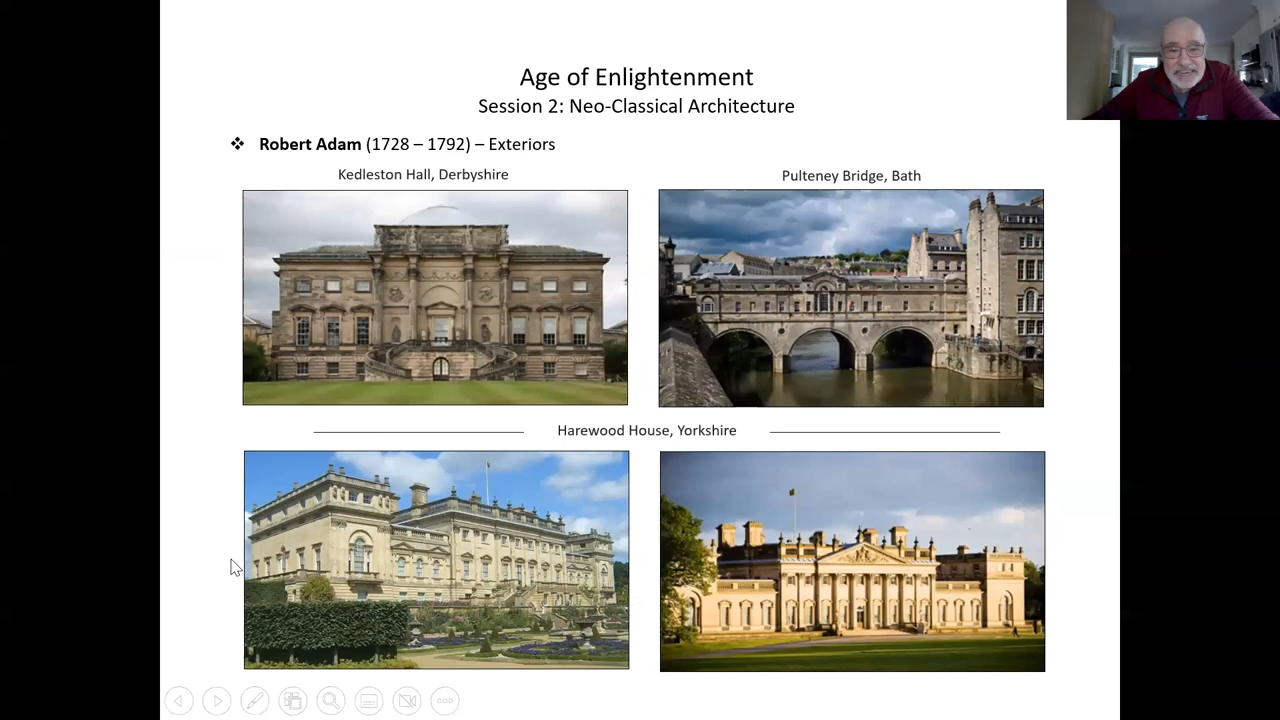 Age of Enlightenment
Session 2: Neo-Classical Architecture
❖ Robert Adam (1728 – 1792) – Exteriors
Kedleston Hall, Derbyshire
Pulteney Bridge, Bath
Harewood House, Yorkshire